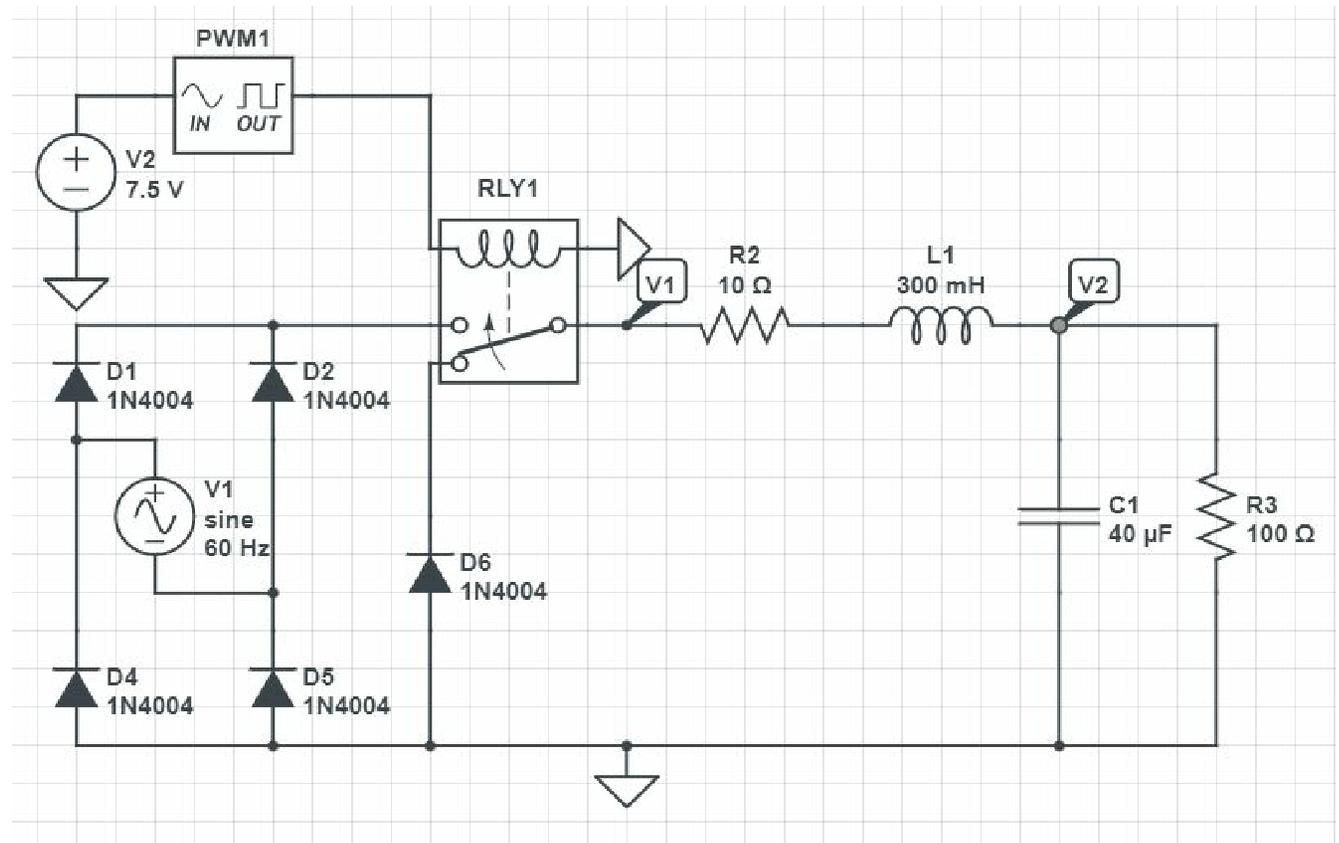 PWM1
IN OUT
V2
7.5 V
RLY1
V1
R2
10 Ω
L1
300 mH
V2
D1
1N4004
D2
1N4004
V1
sine
60 Hz
D6
1N4004
C1
40 µF
R3
100 Ω
D4
1N4004
D5
1N4004